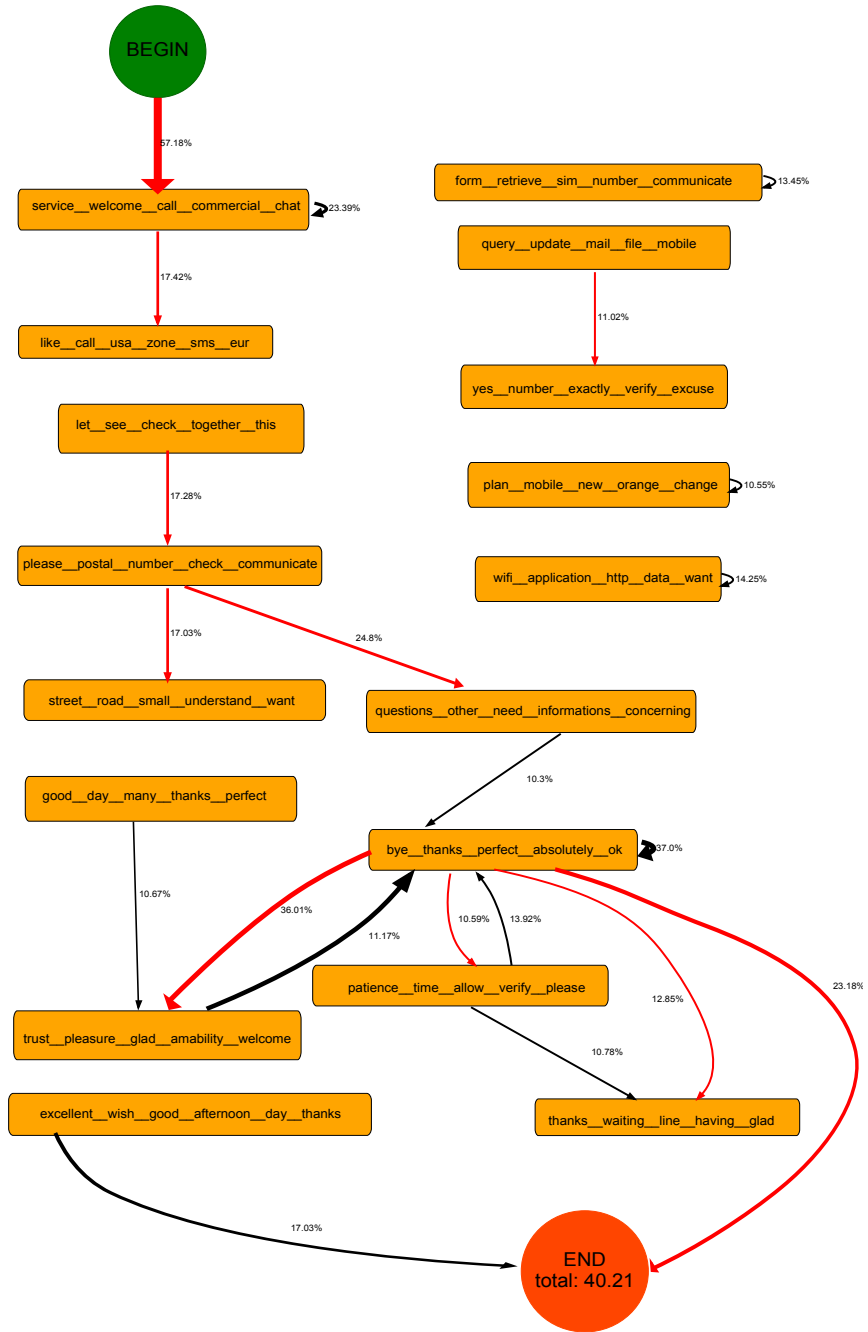 BEGIN
57.18%
form__retrieve__sim__number__communicate
13.45%
service__welcome__call__commercial__chat
23.39%
query__update__mail__file__mobile
17.42%
11.02%
like__call__usa__zone__sms__eur
yes__number__exactly__verify__excuse
let__see__check__together__this
17.28%
plan__mobile__new__orange__change
10.55%
please__postal__number__check__communicate
wifi__application__http__data__want
14.25%
17.03%
24.8%
street__road__small__understand__want
questions__other__need__informations__concerning
10.3%
good__day__many__thanks__perfect
bye__thanks__perfect__absolutely__ok
37.0%
10.67%
36.01%
11.17%
10.59%
13.92%
patience__time__allow__verify__please
12.85%
23.18%
trust__pleasure__glad__amability__welcome
10.78%
excellent__wish__good__afternoon__day__thanks
thanks__waiting__line__having__glad
17.03%
END
total: 40.21